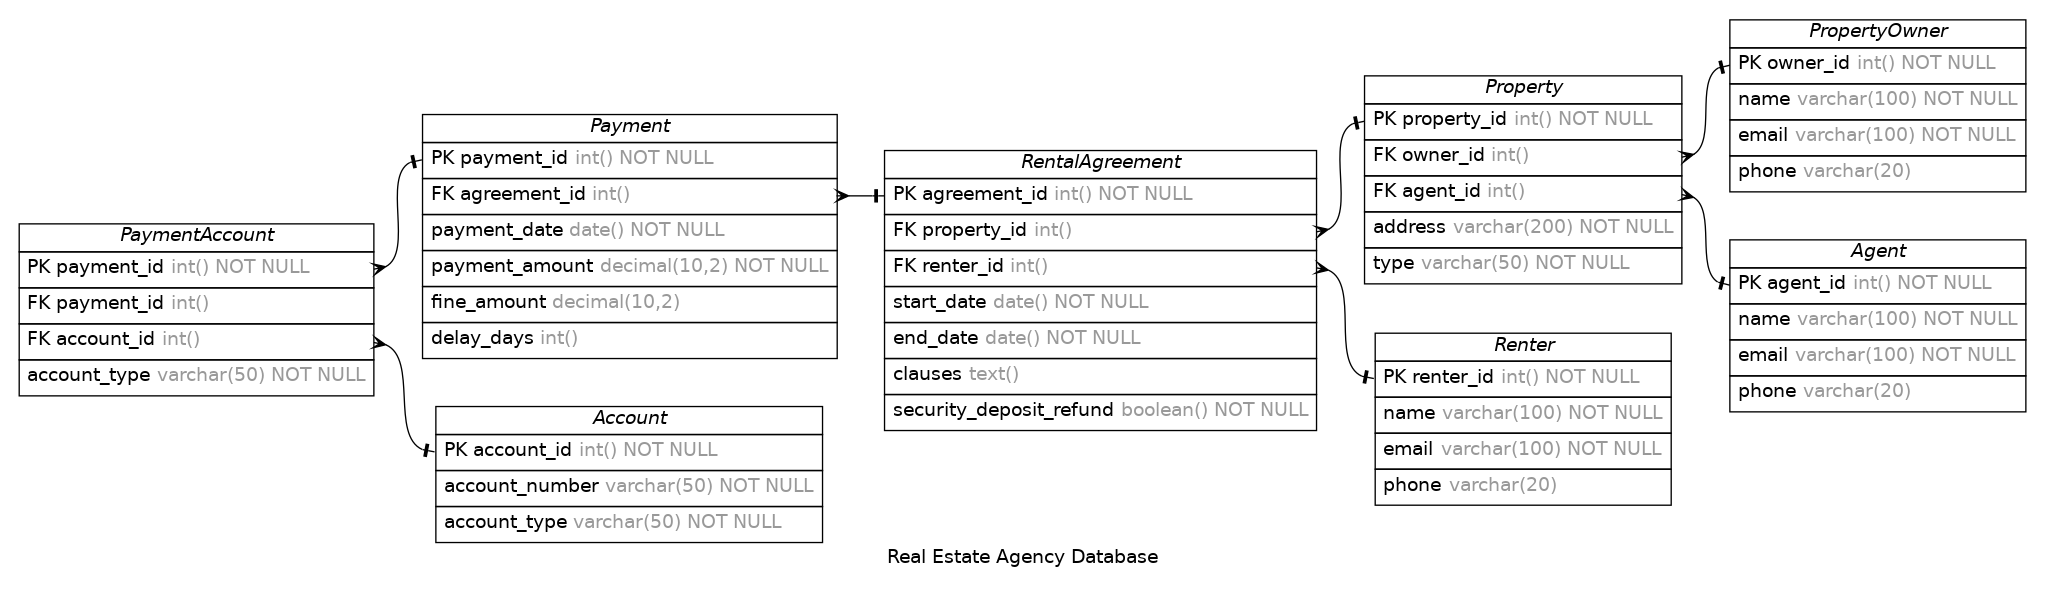 PaymentAccount
PK payment_id int() NOT NULL
FK payment_id int()
FK account_id int()
account_type varchar(50) NOT NULL
Payment
PK payment_id int() NOT NULL
FK agreement_id int()
payment_date date() NOT NULL
payment_amount decimal(10,2) NOT NULL
fine_amount decimal(10,2)
delay_days int()
Account
PK account_id int() NOT NULL
account_number varchar(50) NOT NULL
account_type varchar(50) NOT NULL
RentalAgreement
PK agreement_id int() NOT NULL
FK property_id int()
FK renter_id int()
start_date date() NOT NULL
end_date date() NOT NULL
clauses text()
security_deposit_refund boolean() NOT NULL
Property
PK property_id int() NOT NULL
FK owner_id int()
FK agent_id int()
address varchar(200) NOT NULL
type varchar(50) NOT NULL
Renter
PK renter_id int() NOT NULL
name varchar(100) NOT NULL
email varchar(100) NOT NULL
phone varchar(20)
PropertyOwner
PK owner_id int() NOT NULL
name varchar(100) NOT NULL
email varchar(100) NOT NULL
phone varchar(20)
Agent
PK agent_id int() NOT NULL
name varchar(100) NOT NULL
email varchar(100) NOT NULL
phone varchar(20)
Real Estate Agency Database